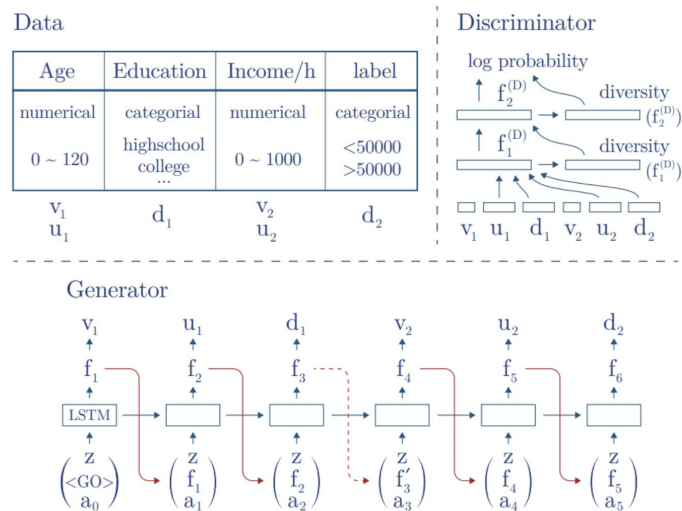 Data
Age Education Income/h label
numerical categorial numerical categorial
0 ~ 120 highschool college ... 0 ~ 1000 <50000 >50000
v₁ d₁ v₂ d₂
u₁ u₂
Discriminator
log probability
f₂⁽ᴰ⁾ diversity
(f₂⁽ᴰ⁾)
f₁⁽ᴰ⁾ diversity
(f₁⁽ᴰ⁾)
v₁ u₁ d₁ v₂ u₂ d₂
Generator
v₁ u₁ d₁ v₂ u₂ d₂
f₁ f₂ f₃ f₄ f₅ f₆
LSTM
z z z z z z
<GO> f₁ f₂ f′₃ f₄ f₅
a₀ a₁ a₂ a₃ a₄ a₅